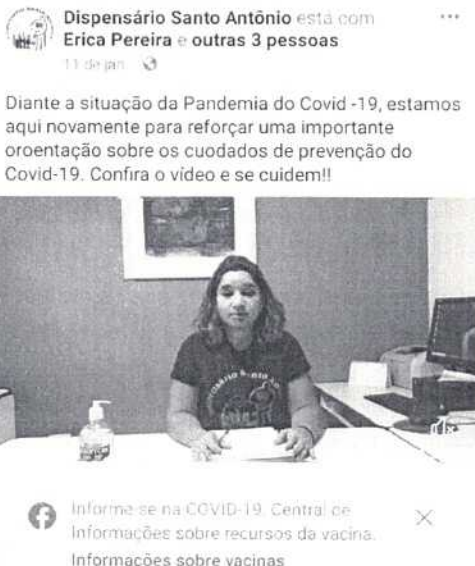 Dispensário Santo Antônio está com
Erica Pereira e outras 3 pessoas
11 de jan
Diante a situação da Pandemia do Covid -19, estamos
aqui novamente para reforçar uma importante
oroentação sobre os cuodados de prevenção do
Covid-19. Confira o vídeo e se cuidem!!
Informe-se na COVID-19. Central de
Informações sobre recursos da vacina.
Informações sobre vacinas